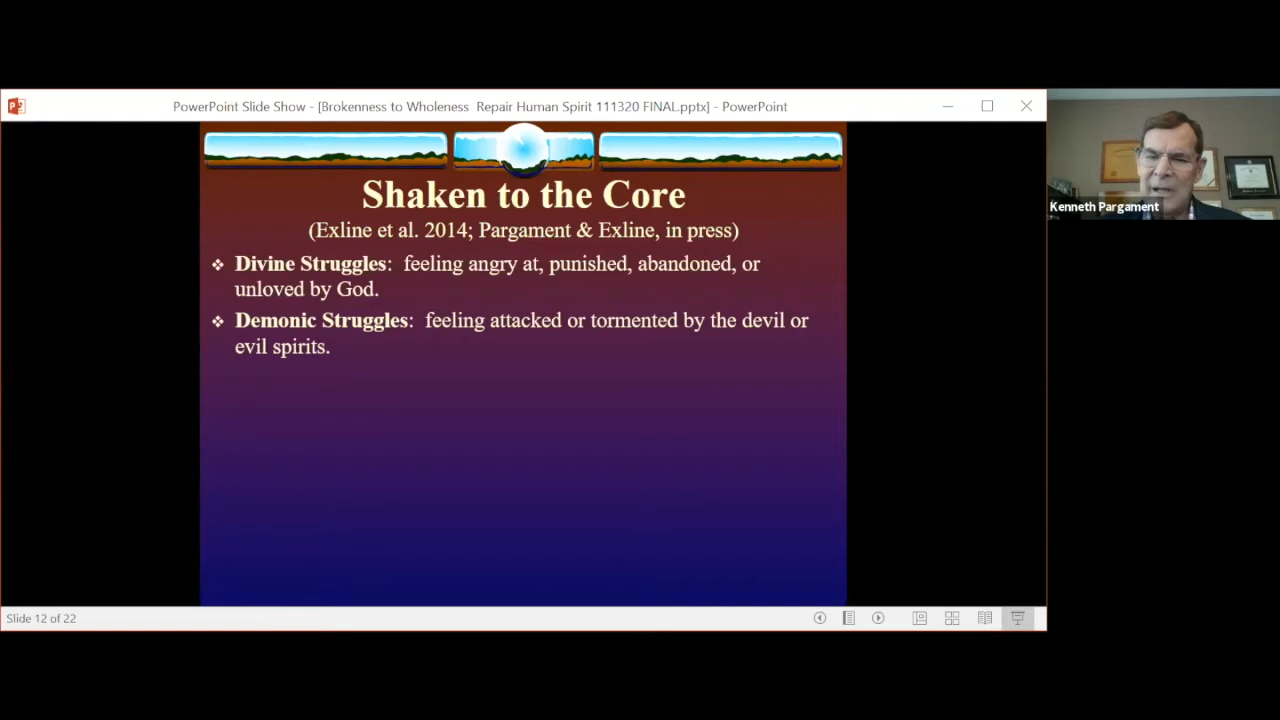 PowerPoint Slide Show - [Brokenness to Wholeness  Repair Human Spirit 111320 FINAL.pptx] - PowerPoint
Shaken to the Core
(Exline et al. 2014; Pargament & Exline, in press)
❖ Divine Struggles:  feeling angry at, punished, abandoned, or
unloved by God.
❖ Demonic Struggles:  feeling attacked or tormented by the devil or
evil spirits.
Kenneth Pargament
Slide 12 of 22